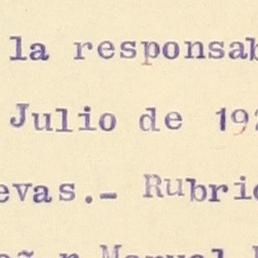 la responsab
Julio de 19
evas.- Rubric